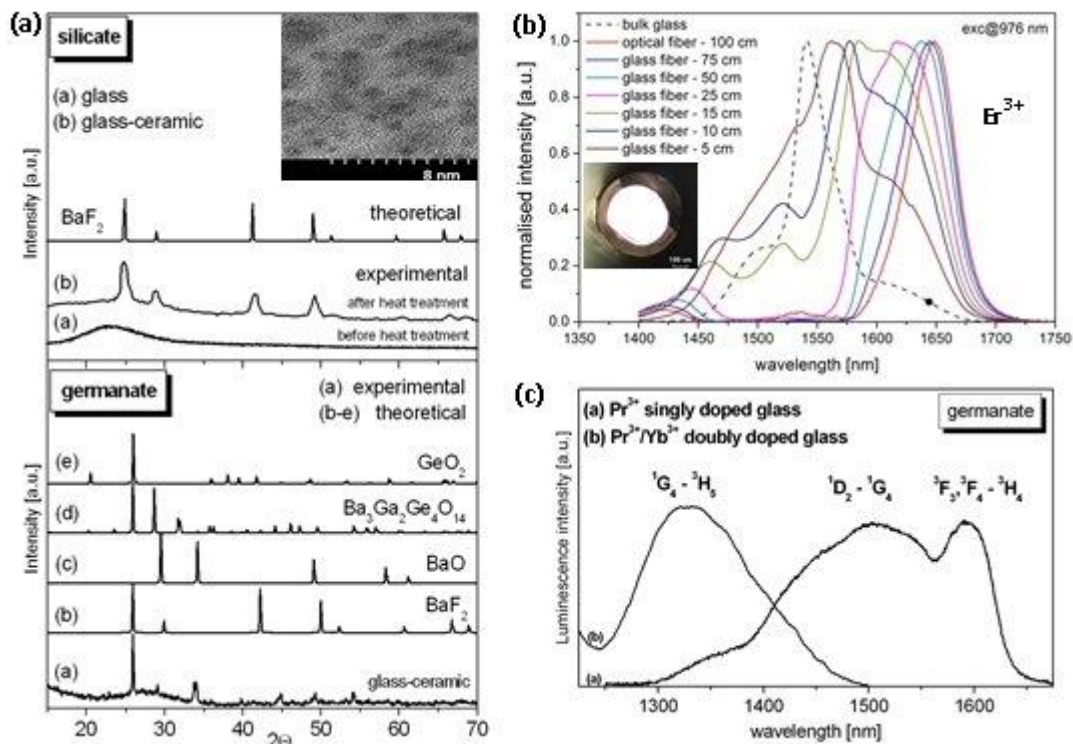 (a)
silicate
(a) glass
(b) glass-ceramic
8 nm
BaF2
theoretical
(b)
experimental
after heat treatment
(a)
before heat treatment
Intensity [a.u.]
germanate
(a) experimental
(b-e) theoretical
(e)
GeO2
(d)
Ba3Ga2Ge4O14
(c)
BaO
(b)
BaF2
(a)
glass-ceramic
Intensity [a.u.]
20 30 40 50 60 70
2Θ
(b)
bulk glass
exc@976 nm
optical fiber - 100 cm
glass fiber - 75 cm
glass fiber - 50 cm
glass fiber - 25 cm
glass fiber - 15 cm
glass fiber - 10 cm
glass fiber - 5 cm
Er3+
1.0
0.8
0.6
0.4
0.2
0.0
normalised intensity [a.u.]
1350 1400 1450 1500 1550 1600 1650 1700 1750
wavelength [nm]
(c)
(a) Pr3+ singly doped glass
(b) Pr3+/Yb3+ doubly doped glass
germanate
1G4 - 3H5
1D2 - 1G4
3F3,3F4 - 3H4
(b)
(a)
Luminescence intensity [a.u.]
1300 1400 1500 1600
wavelength [nm]